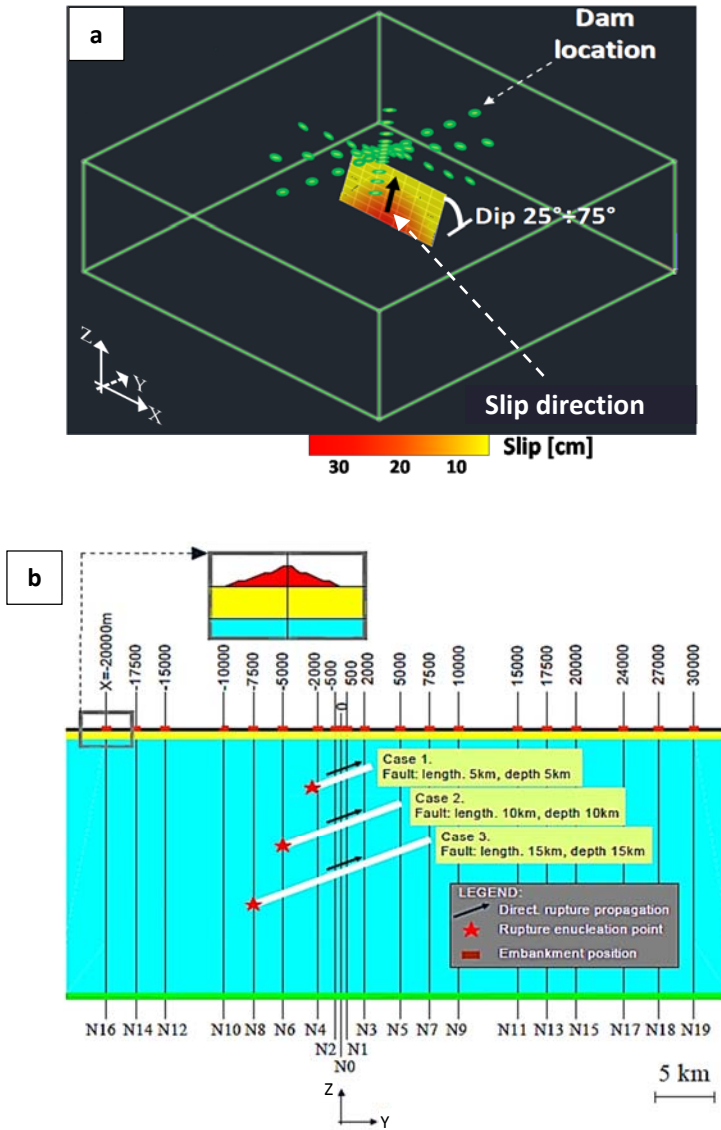 a
Dam
location
Dip 25°÷75°
Z
Y
X
Slip direction
Slip [cm]
30 20 10
b
X=-20000m
-17500
-15000
-10000
-7500
-5000
-2000
-500
0
500
2000
5000
7500
10000
15000
17500
20000
24000
27000
30000
Case 1.
Fault: length. 5km, depth 5km
Case 2.
Fault: length. 10km, depth 10km
Case 3.
Fault: length. 15km, depth 15km
LEGEND:
Direct. rupture propagation
Rupture enucleation point
Embankment position
N16 N14 N12 N10 N8 N6 N4 N3 N5 N7 N9 N11 N13 N15 N17 N18 N19
N2 N1
N0
5 km
Z
Y